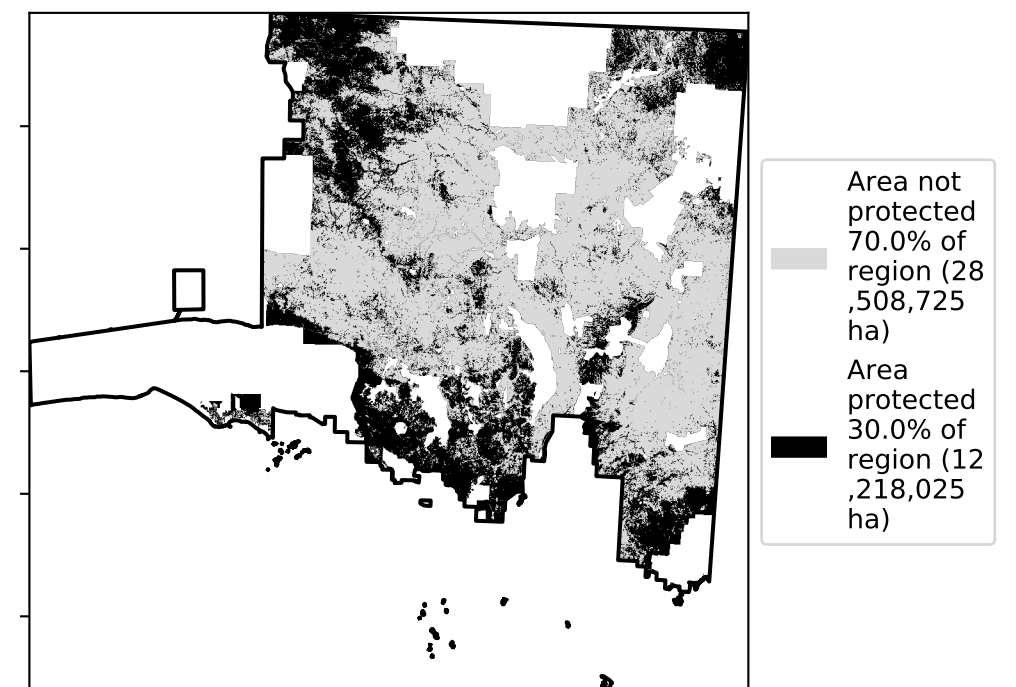 Area not
protected
70.0% of
region (28
,508,725
ha)
Area
protected
30.0% of
region (12
,218,025
ha)